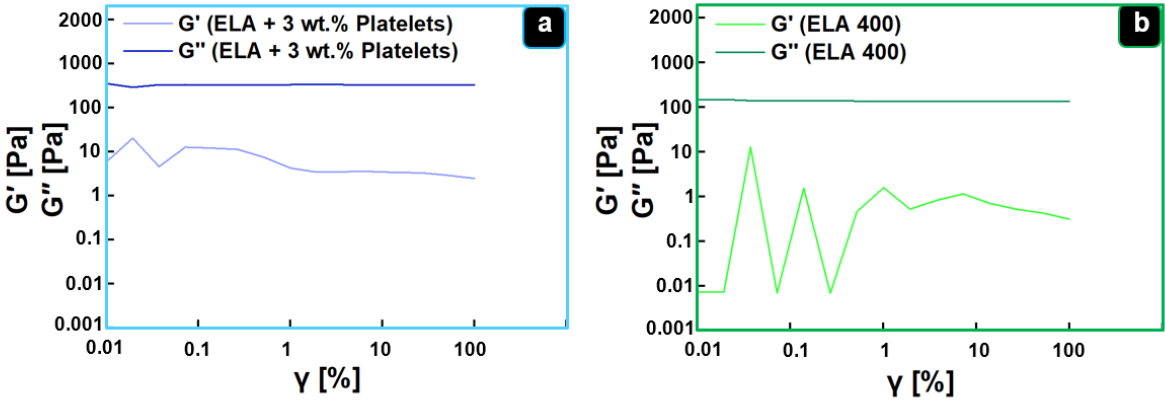 a
G′ (ELA + 3 wt.% Platelets)
G″ (ELA + 3 wt.% Platelets)
2000
1000
100
10
1
0.1
0.01
0.001
G′ [Pa]
G″ [Pa]
0.01 0.1 1 10 100
γ [%]
b
G′ (ELA 400)
G″ (ELA 400)
2000
1000
100
10
1
0.1
0.01
0.001
G′ [Pa]
G″ [Pa]
0.01 0.1 1 10 100
γ [%]